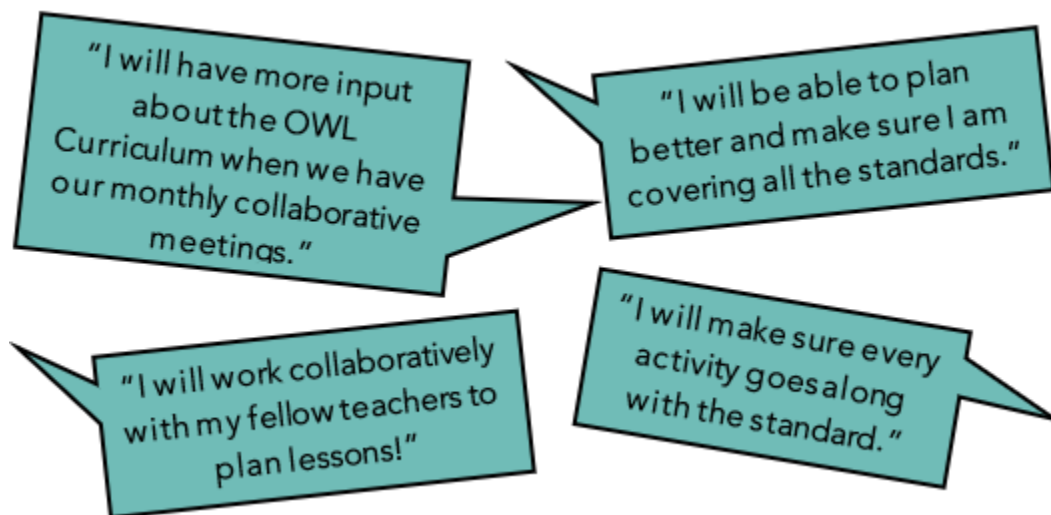 “I will have more input
about the OWL
Curriculum when we have
our monthly collaborative
meetings.”
“I will be able to plan
better and make sure I am
covering all the standards.”
“I will work collaboratively
with my fellow teachers to
plan lessons!”
“I will make sure every
activity goes along
with the standard.”